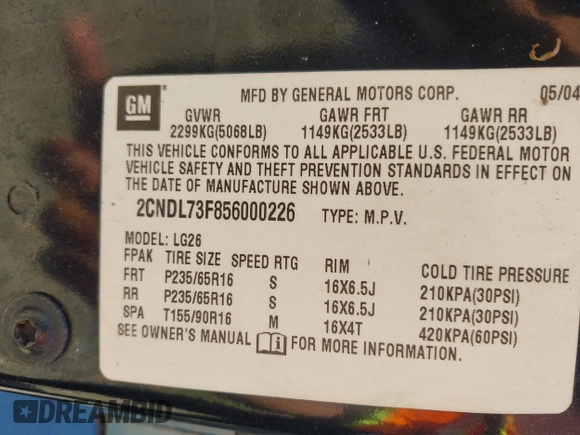 GM
MFD BY GENERAL MOTORS CORP. 05/04
GVWR GAWR FRT GAWR RR
2299KG(5068LB) 1149KG(2533LB) 1149KG(2533LB)
THIS VEHICLE CONFORMS TO ALL APPLICABLE U.S. FEDERAL MOTOR
VEHICLE SAFETY AND THEFT PREVENTION STANDARDS IN EFFECT ON
THE DATE OF MANUFACTURE SHOWN ABOVE.
2CNDL73F856000226 TYPE: M.P.V.
MODEL: LG26
FPAK TIRE SIZE SPEED RTG RIM COLD TIRE PRESSURE
FRT P235/65R16 S 16X6.5J 210KPA(30PSI)
RR P235/65R16 S 16X6.5J 210KPA(30PSI)
SPA T155/90R16 M 16X4T 420KPA(60PSI)
SEE OWNER'S MANUAL i FOR MORE INFORMATION.
DREAMBID